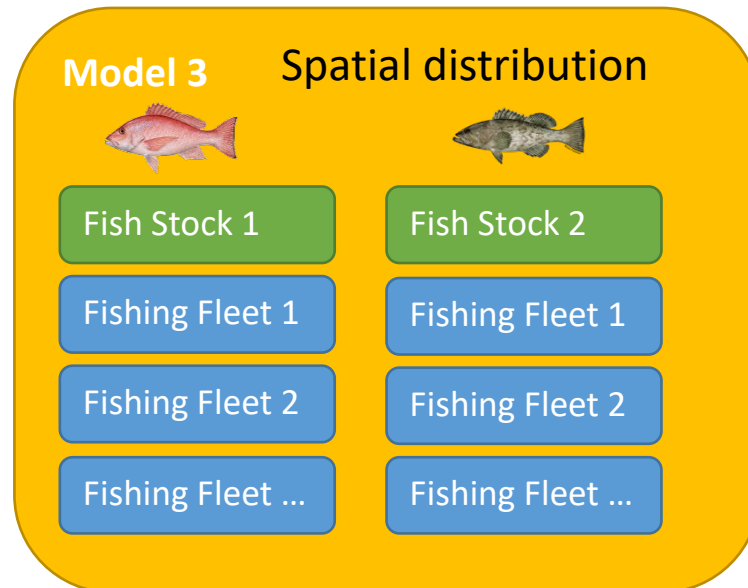 Model 3
Spatial distribution
Fish Stock 1
Fishing Fleet 1
Fishing Fleet 2
Fishing Fleet ...
Fish Stock 2
Fishing Fleet 1
Fishing Fleet 2
Fishing Fleet ...